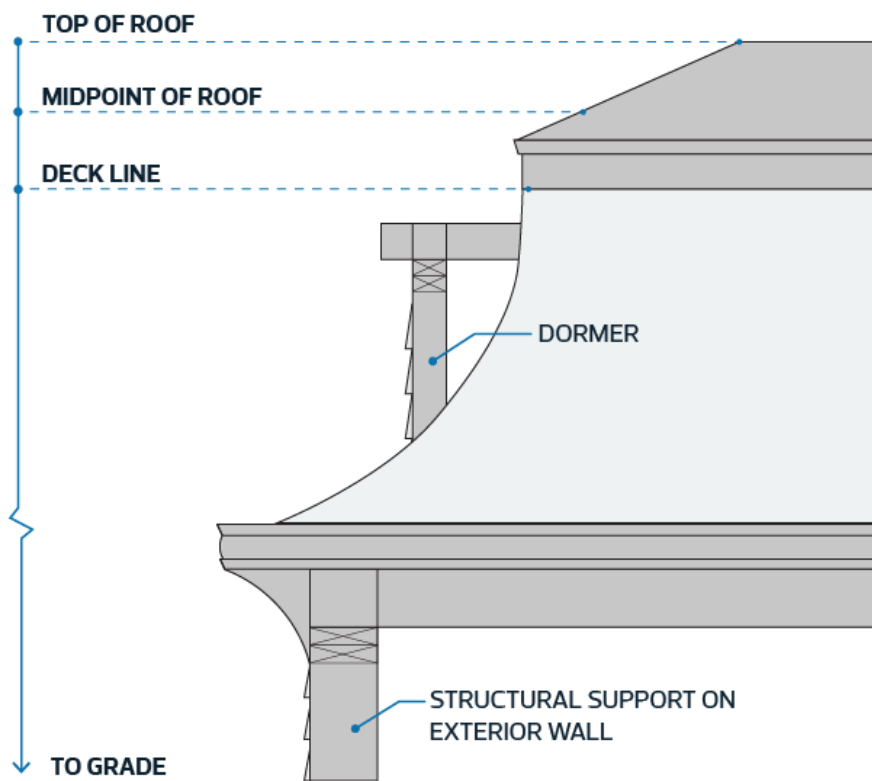 TOP OF ROOF
MIDPOINT OF ROOF
DECK LINE
DORMER
STRUCTURAL SUPPORT ON
EXTERIOR WALL
TO GRADE